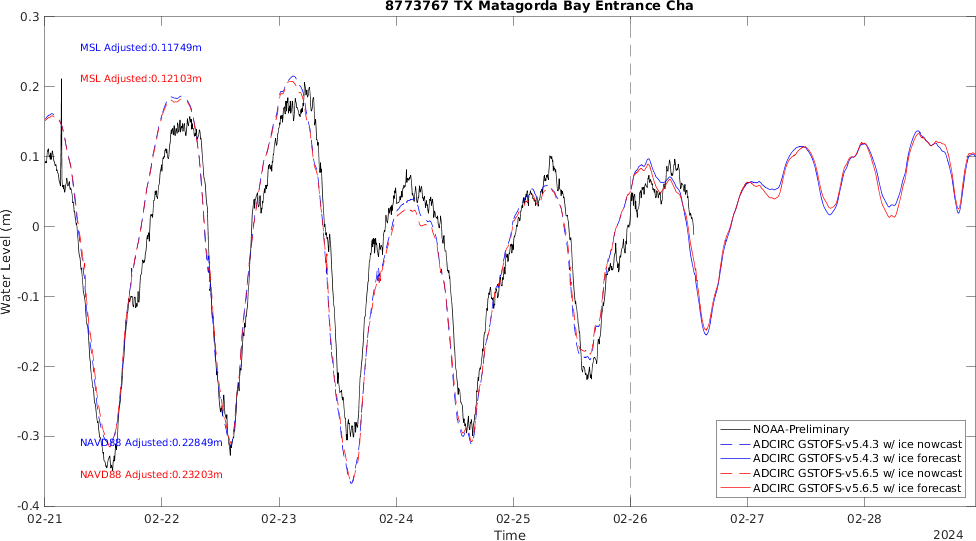 8773767 TX Matagorda Bay Entrance Cha
0.3
0.2
0.1
0
-0.1
-0.2
-0.3
-0.4
Water Level (m)
MSL Adjusted:0.11749m
MSL Adjusted:0.12103m
NAVD88 Adjusted:0.22849m
NAVD88 Adjusted:0.23203m
NOAA-Preliminary
ADCIRC GSTOFS-v5.4.3 w/ ice nowcast
ADCIRC GSTOFS-v5.4.3 w/ ice forecast
ADCIRC GSTOFS-v5.6.5 w/ ice nowcast
ADCIRC GSTOFS-v5.6.5 w/ ice forecast
02-21 02-22 02-23 02-24 02-25 02-26 02-27 02-28
Time
2024